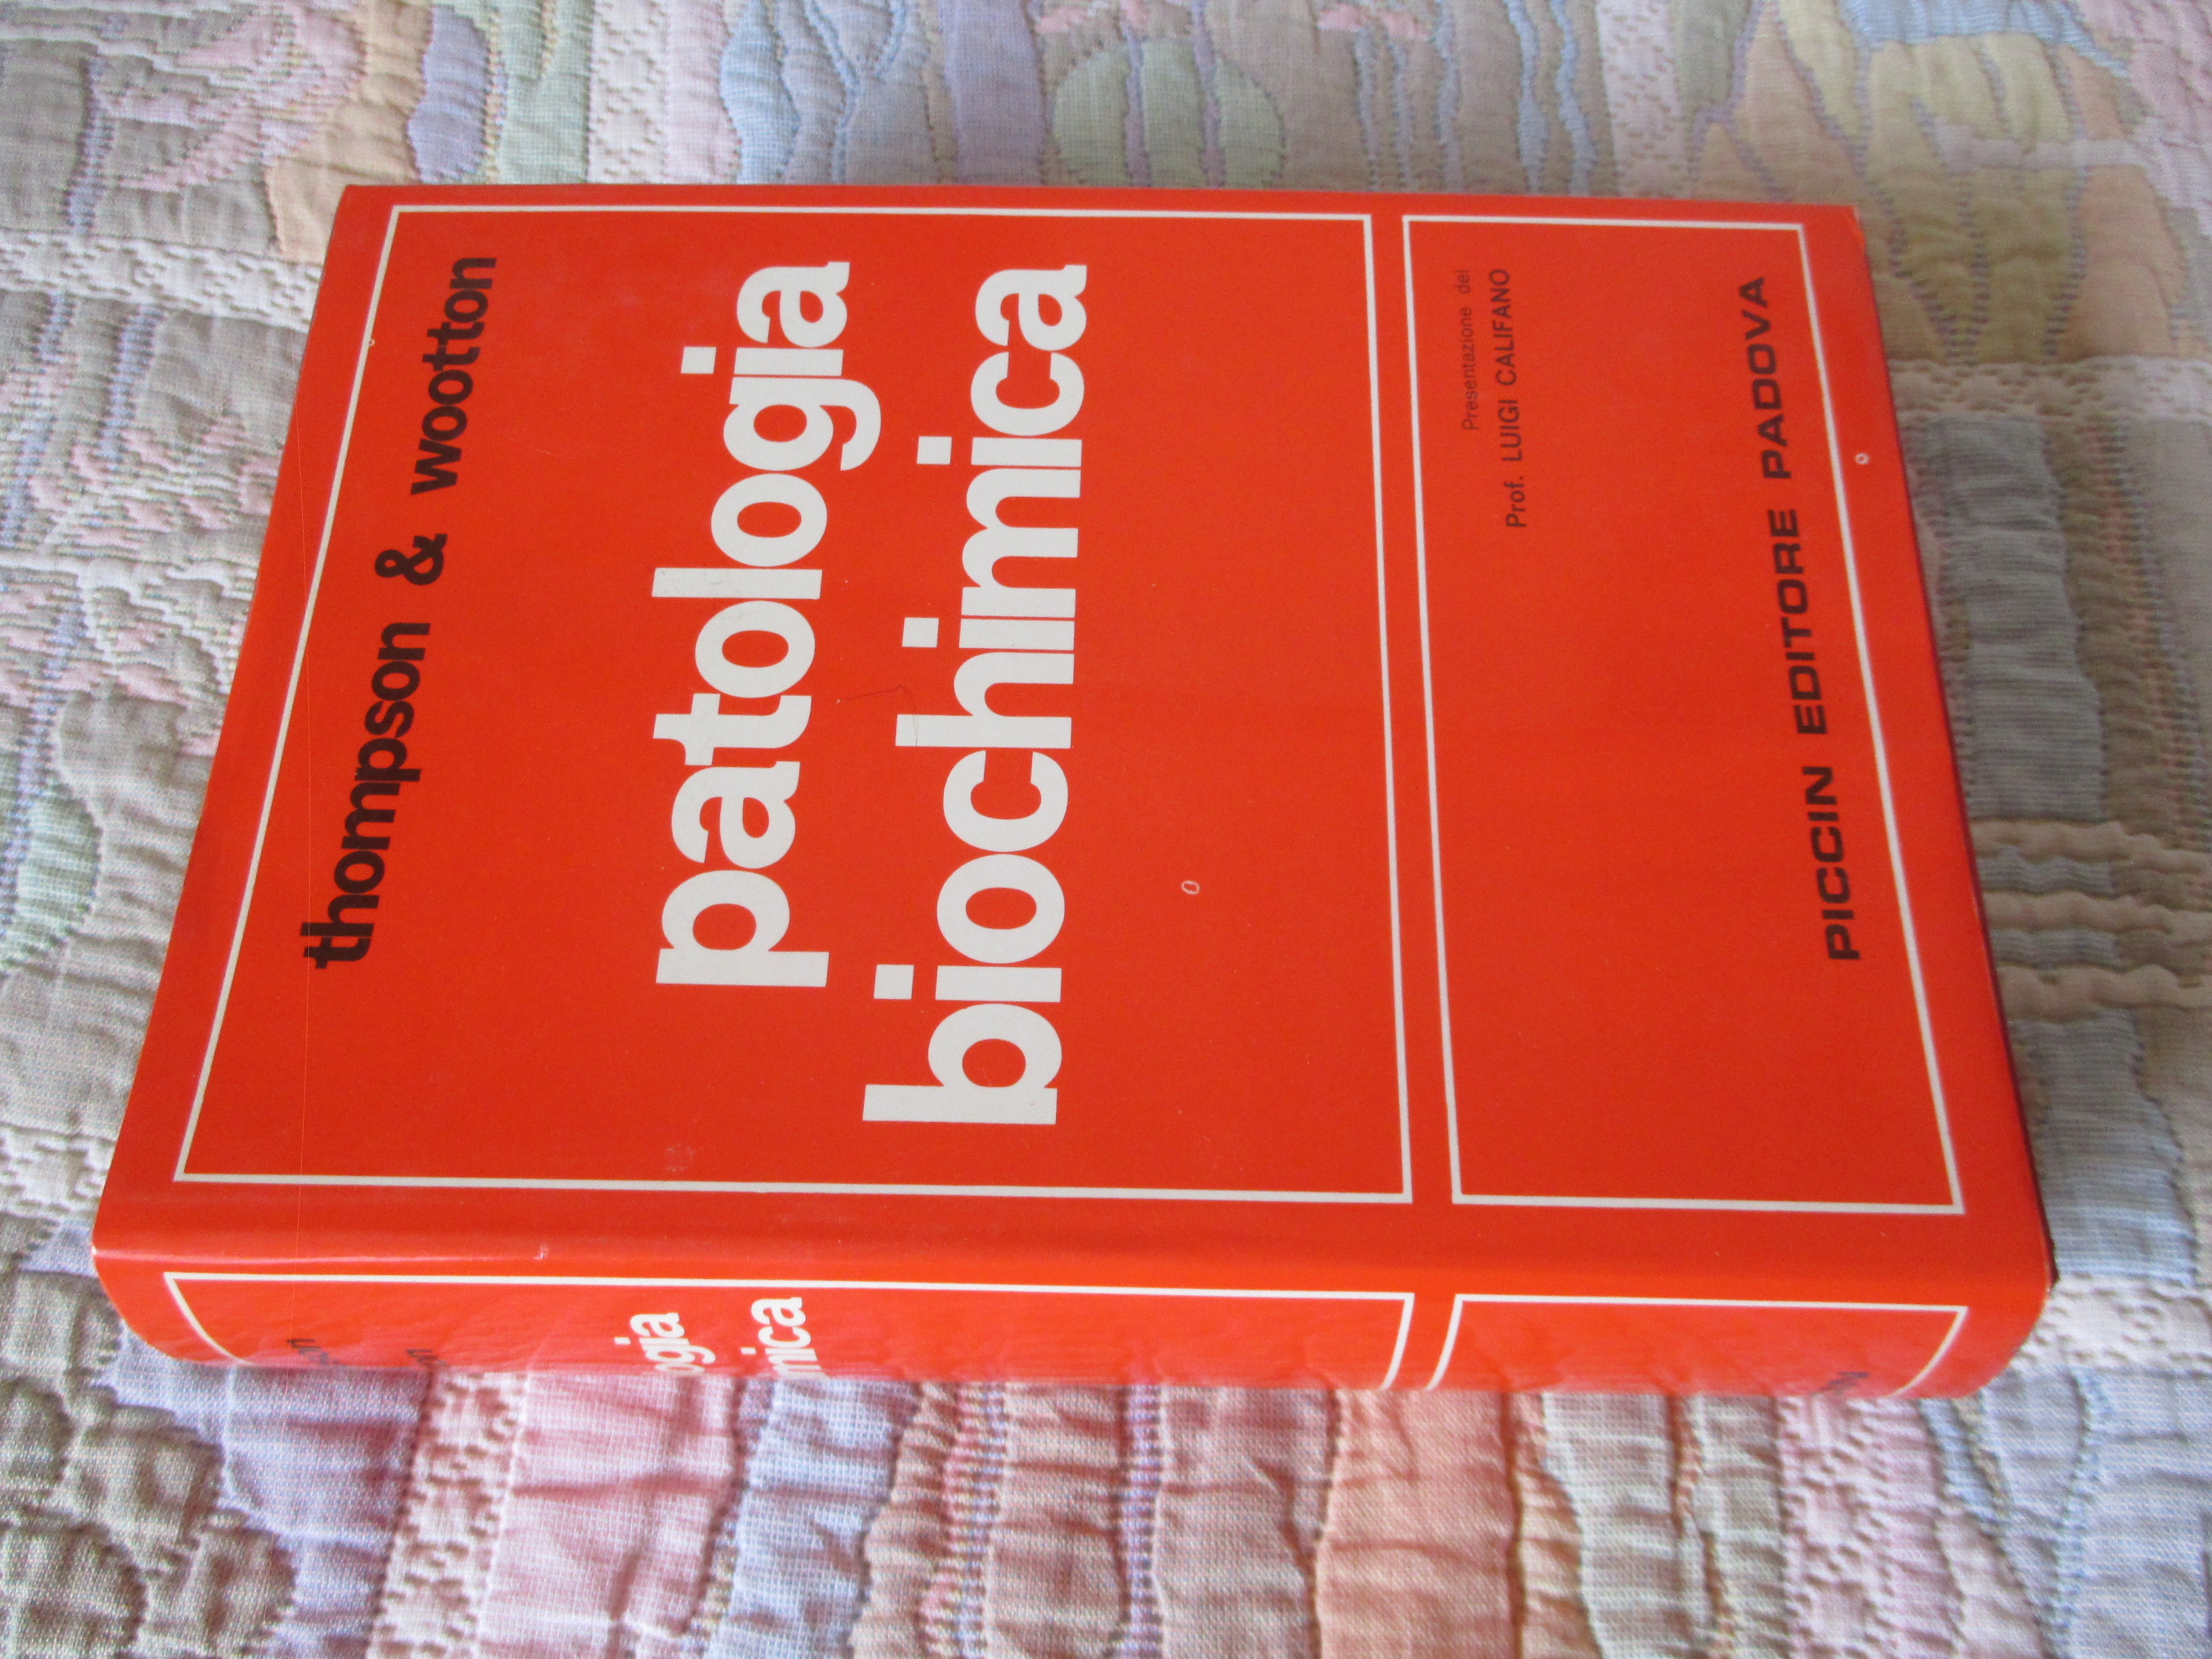 thompson & wootton
patologia
biochimica
Presentazione del
Prof. LUIGI CALIFANO
PICCIN EDITORE PADOVA